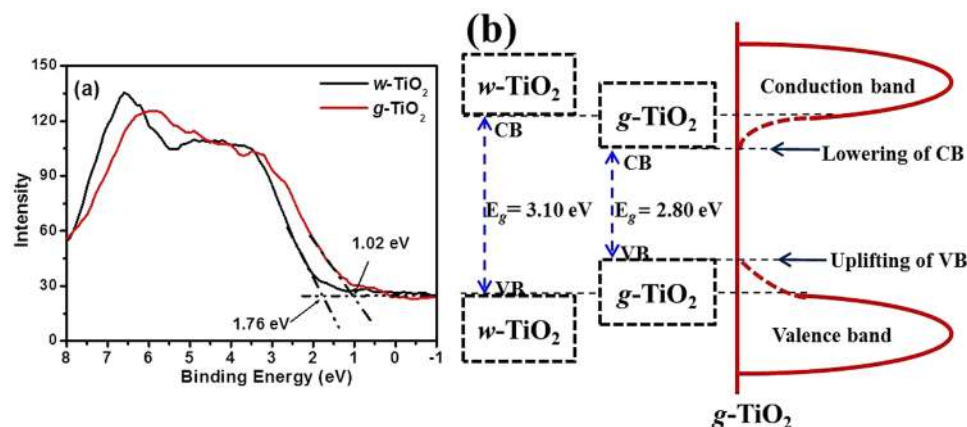 (a)
w-TiO₂
g-TiO₂
150
120
90
60
30
0
Intensity
1.02 eV
1.76 eV
8 7 6 5 4 3 2 1 0 -1
Binding Energy (eV)
(b)
w-TiO₂
CB
E𝑔= 3.10 eV
VB
w-TiO₂
g-TiO₂
CB
E𝑔= 2.80 eV
VB
g-TiO₂
Conduction band
Lowering of CB
Uplifting of VB
Valence band
g-TiO₂